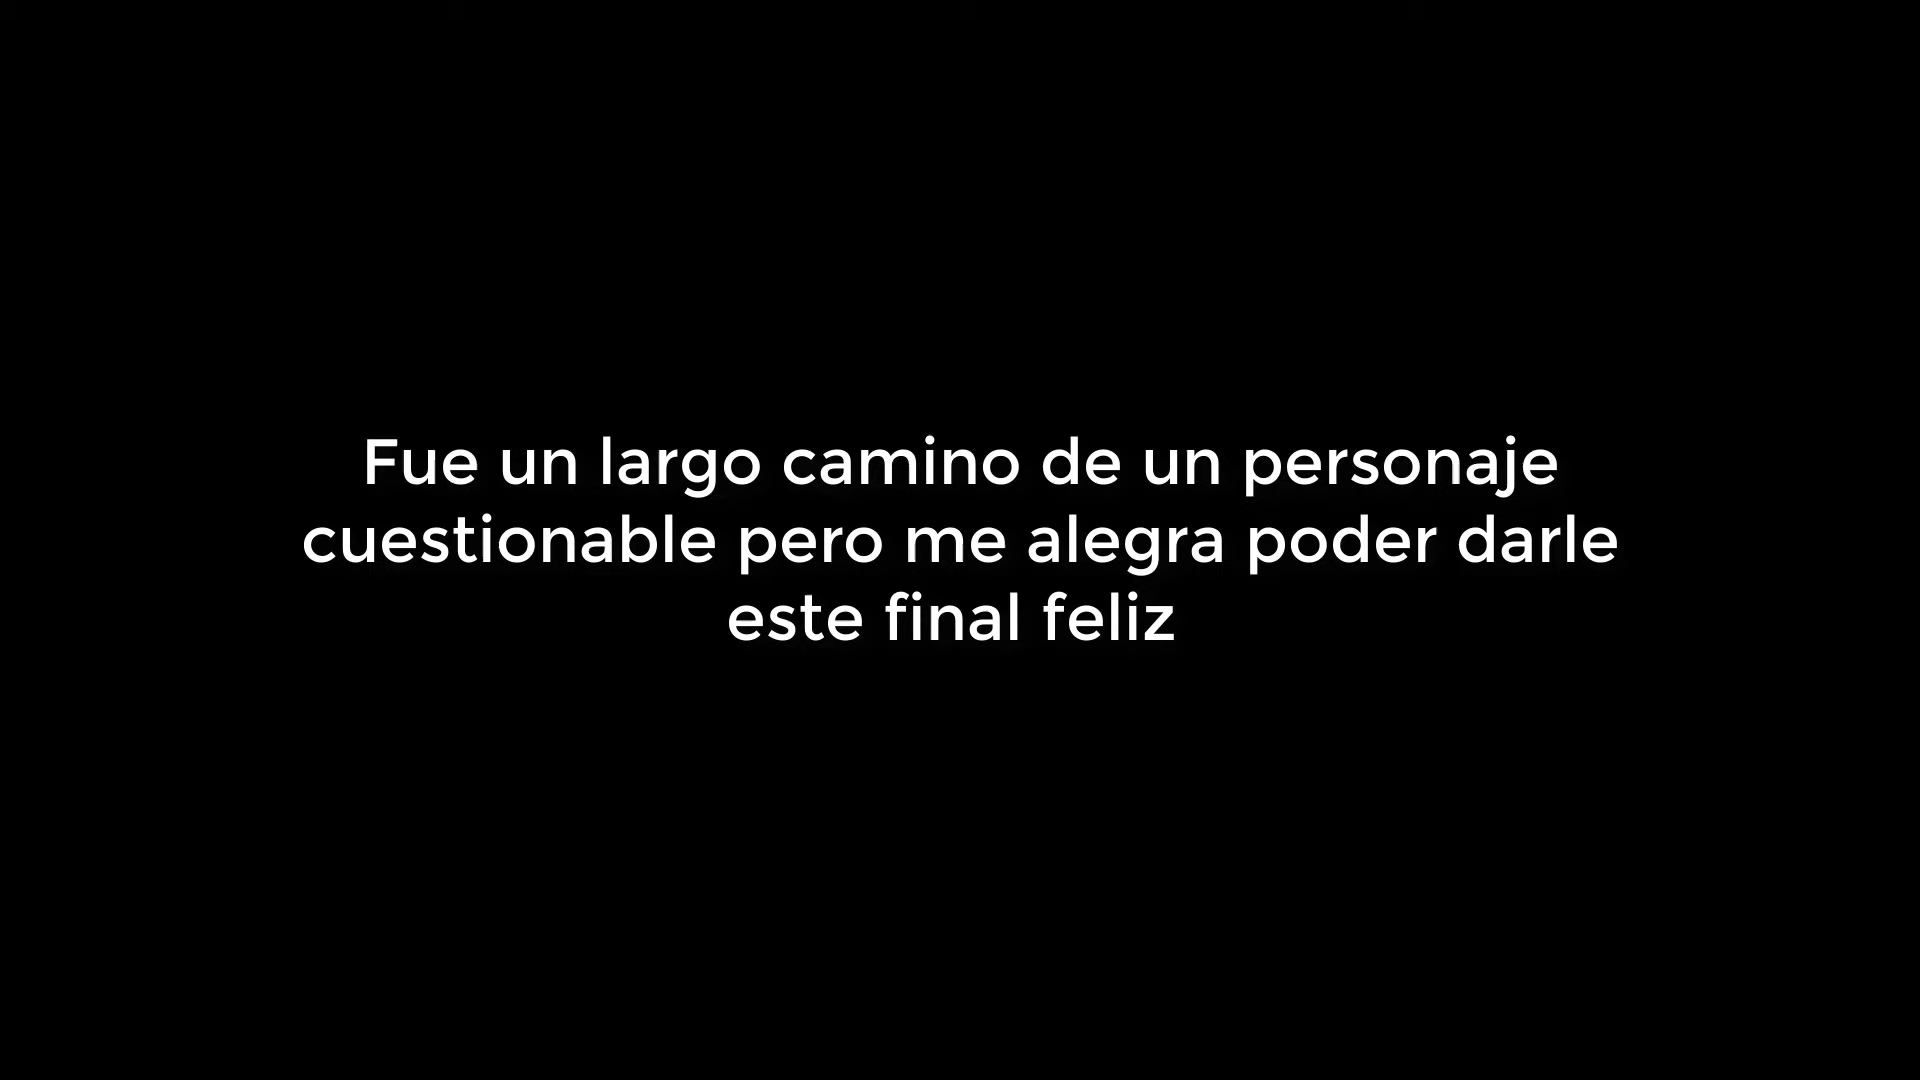 Fue un largo camino de un personaje
cuestionable pero me alegra poder darle
este final feliz